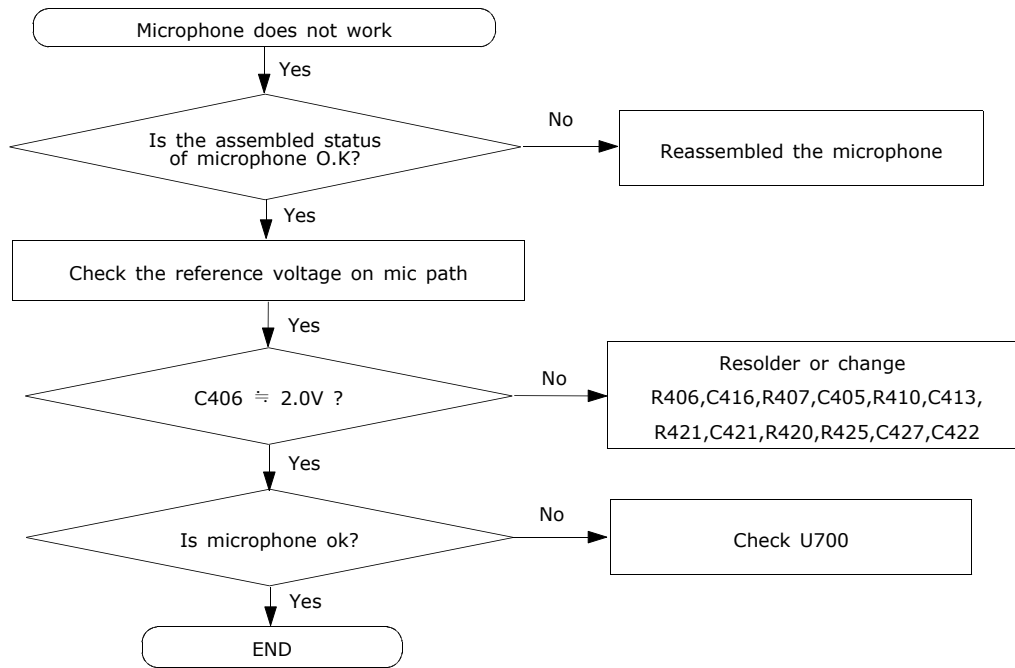 Microphone does not work
Yes
Is the assembled status
of microphone O.K?
No
Reassembled the microphone
Yes
Check the reference voltage on mic path
Yes
C406 ≒ 2.0V ?
No
Resolder or change
R406,C416,R407,C405,R410,C413,
R421,C421,R420,R425,C427,C422
Yes
Is microphone ok?
No
Check U700
Yes
END